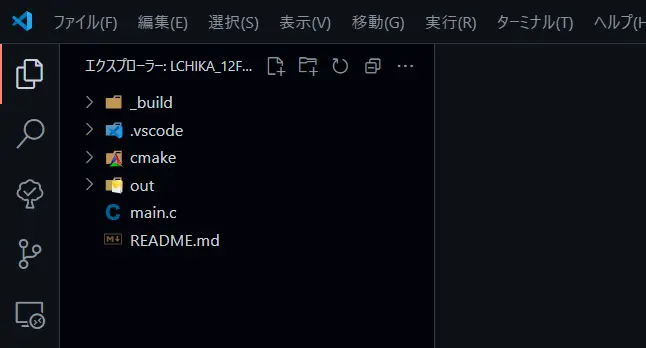 ファイル(F) 編集(E) 選択(S) 表示(V) 移動(G) 実行(R) ターミナル(T) ヘルプ(H
エクスプローラー: LCHIKA_12F...
_build
.vscode
cmake
out
C main.c
M README.md